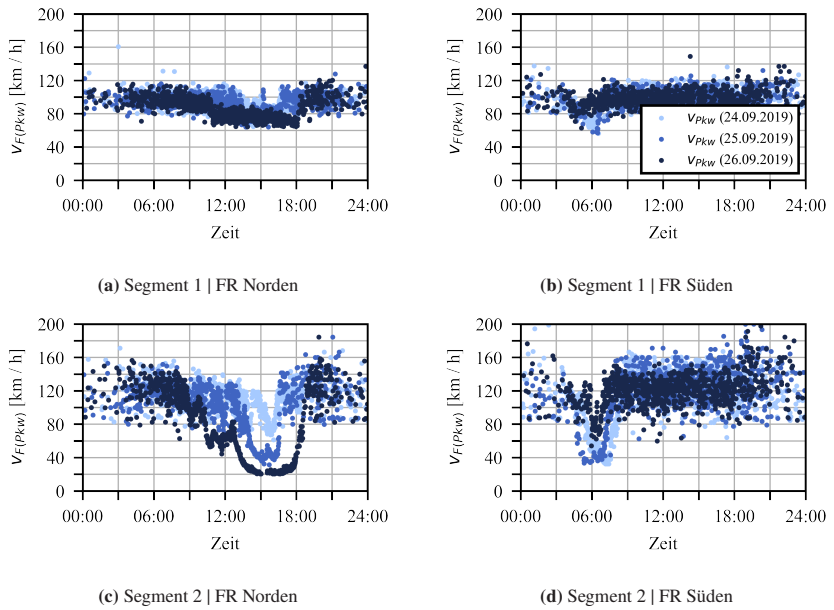 200
160
120
80
40
0
v_F(Pkw) [km / h]
00:00 06:00 12:00 18:00 24:00
Zeit
(a) Segment 1 | FR Norden
200
160
120
80
40
0
v_F(Pkw) [km / h]
v_Pkw (24.09.2019)
v_Pkw (25.09.2019)
v_Pkw (26.09.2019)
00:00 06:00 12:00 18:00 24:00
Zeit
(b) Segment 1 | FR Süden
200
160
120
80
40
0
v_F(Pkw) [km / h]
00:00 06:00 12:00 18:00 24:00
Zeit
(c) Segment 2 | FR Norden
200
160
120
80
40
0
v_F(Pkw) [km / h]
00:00 06:00 12:00 18:00 24:00
Zeit
(d) Segment 2 | FR Süden